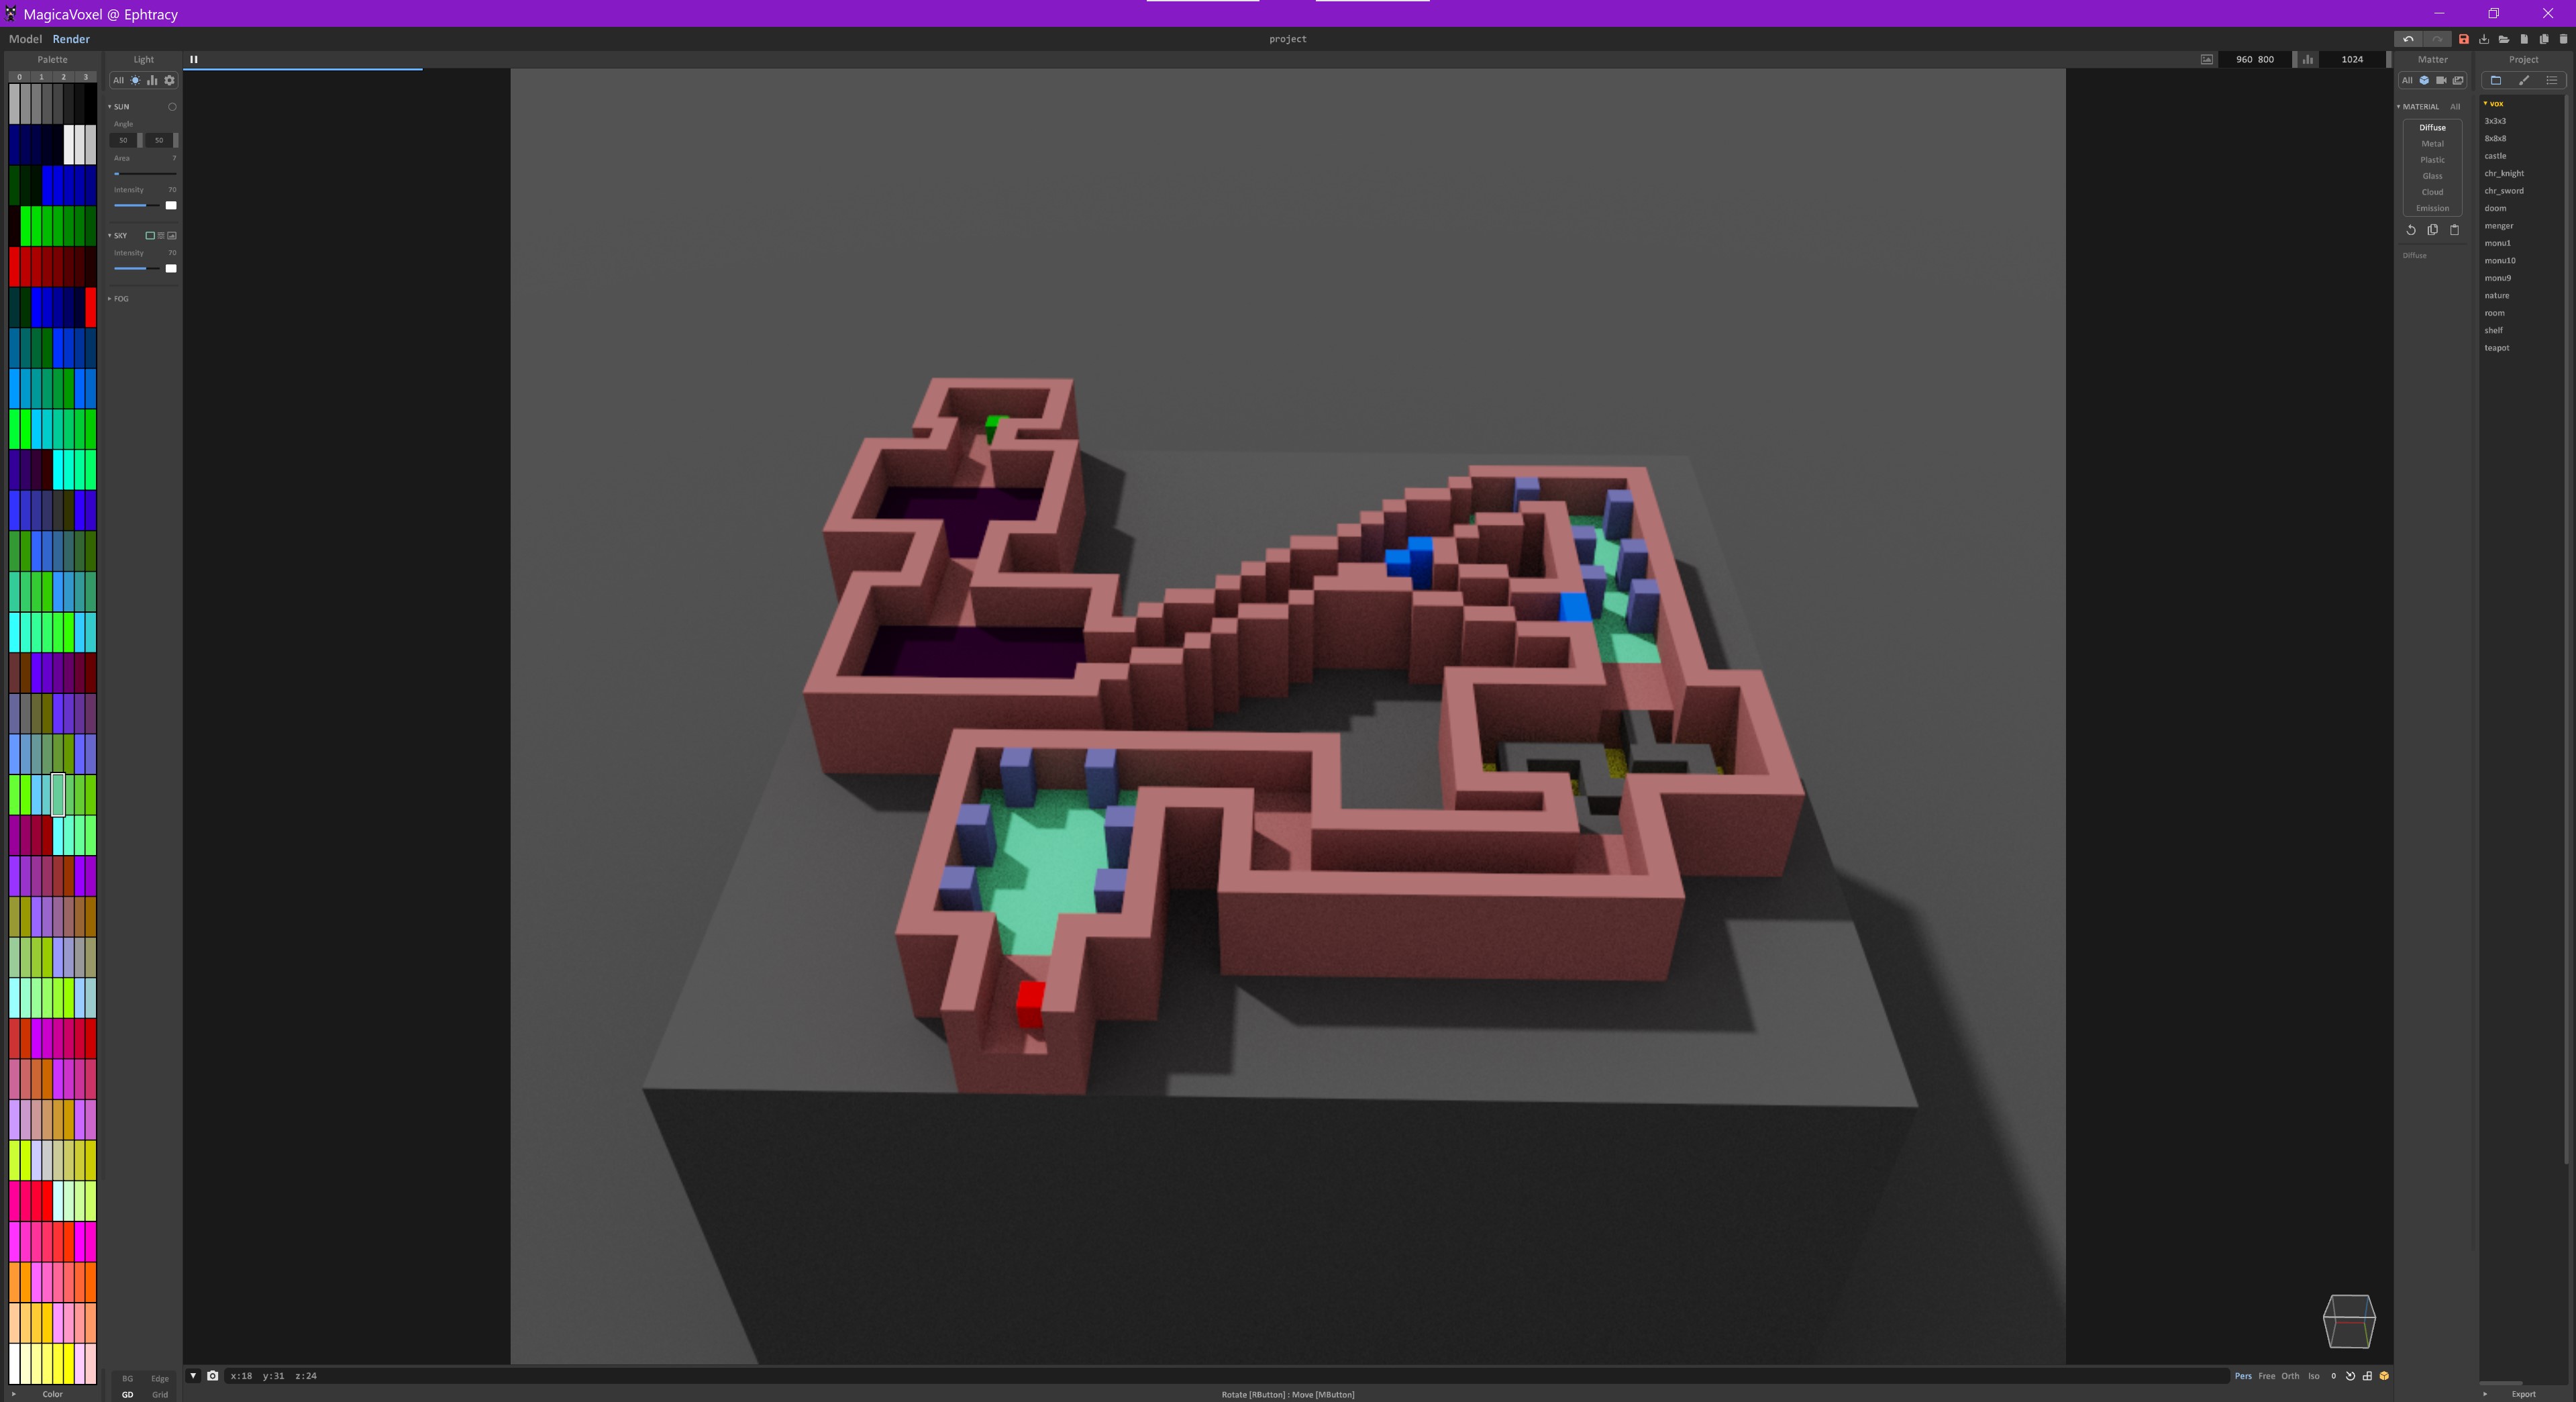 MagicaVoxel @ Ephtracy
Model Render
project
960 800
1024
Palette
0 1 2 3
Color
Light
All
SUN
Angle
50 50
Area 7
Intensity 70
SKY
Intensity 70
FOG
BG Edge
GD Grid
x:18 y:31 z:24
Pers Free Orth Iso 0
Rotate [RButton] : Move [MButton]
Matter
All
MATERIAL All
Diffuse
Metal
Plastic
Glass
Cloud
Emission
Diffuse
Project
vox
3x3x3
8x8x8
castle
chr_knight
chr_sword
doom
menger
monu1
monu10
monu9
nature
room
shelf
teapot
Export